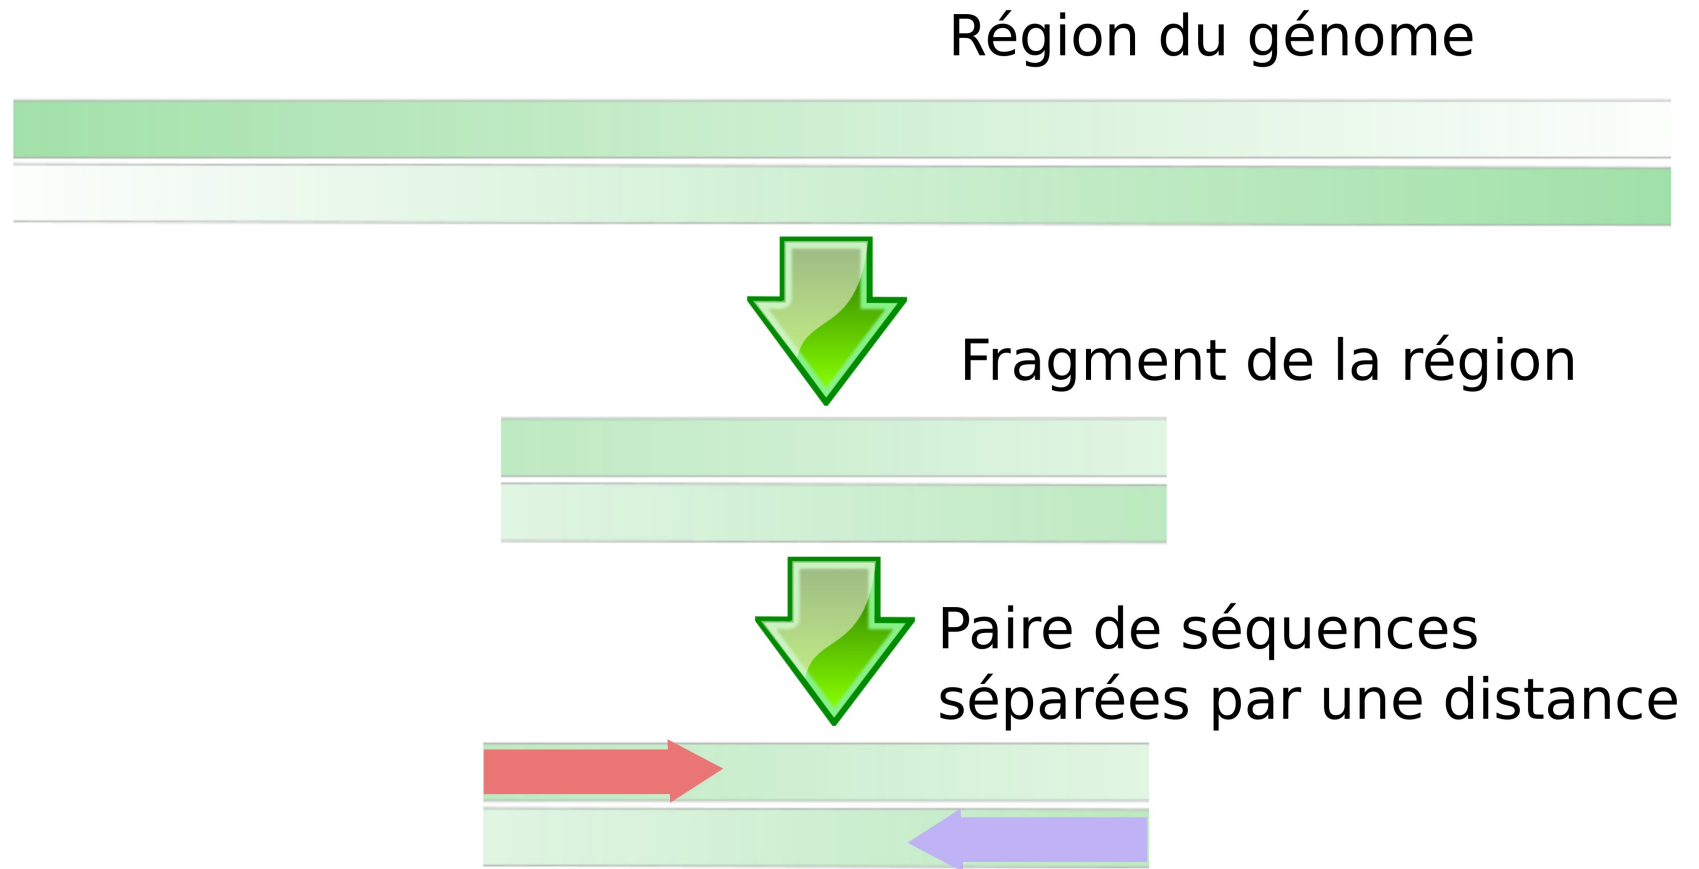 Région du génome
Fragment de la région
Paire de séquences
séparées par une distance